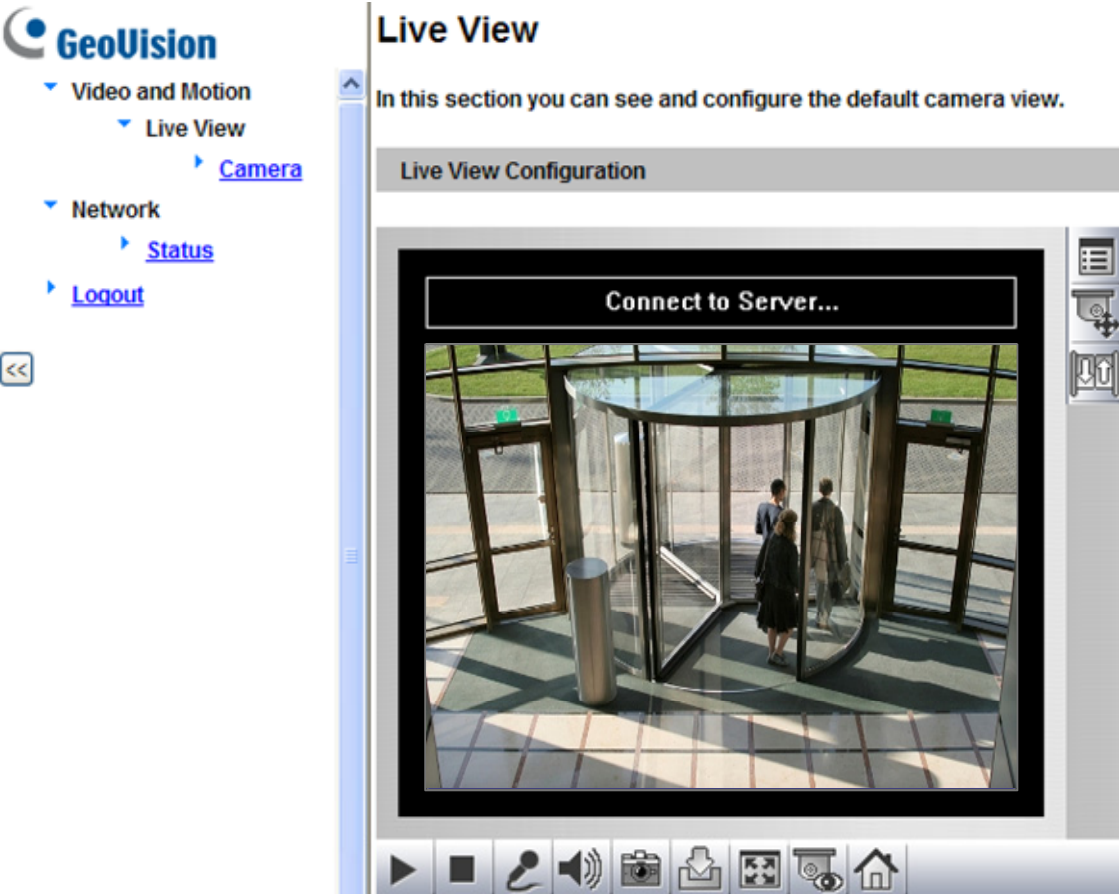 GeoVision
Video and Motion
Live View
Camera
Network
Status
Logout
<<
Live View
In this section you can see and configure the default camera view.
Live View Configuration
Connect to Server...